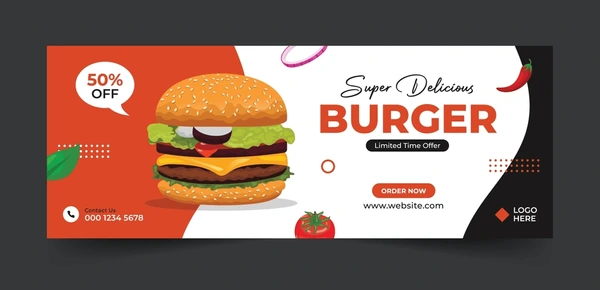 50%
OFF
Super Delicious
BURGER
Limited Time Offer
ORDER NOW
www.website.com
Contact Us
000 1234 5678
LOGO
HERE